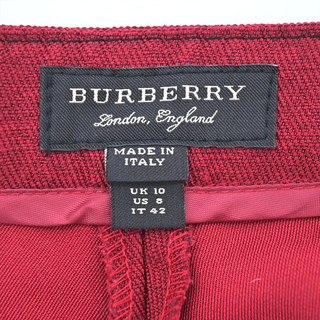 BURBERRY
London, England
MADE IN
ITALY
UK 10
US 8
IT 42